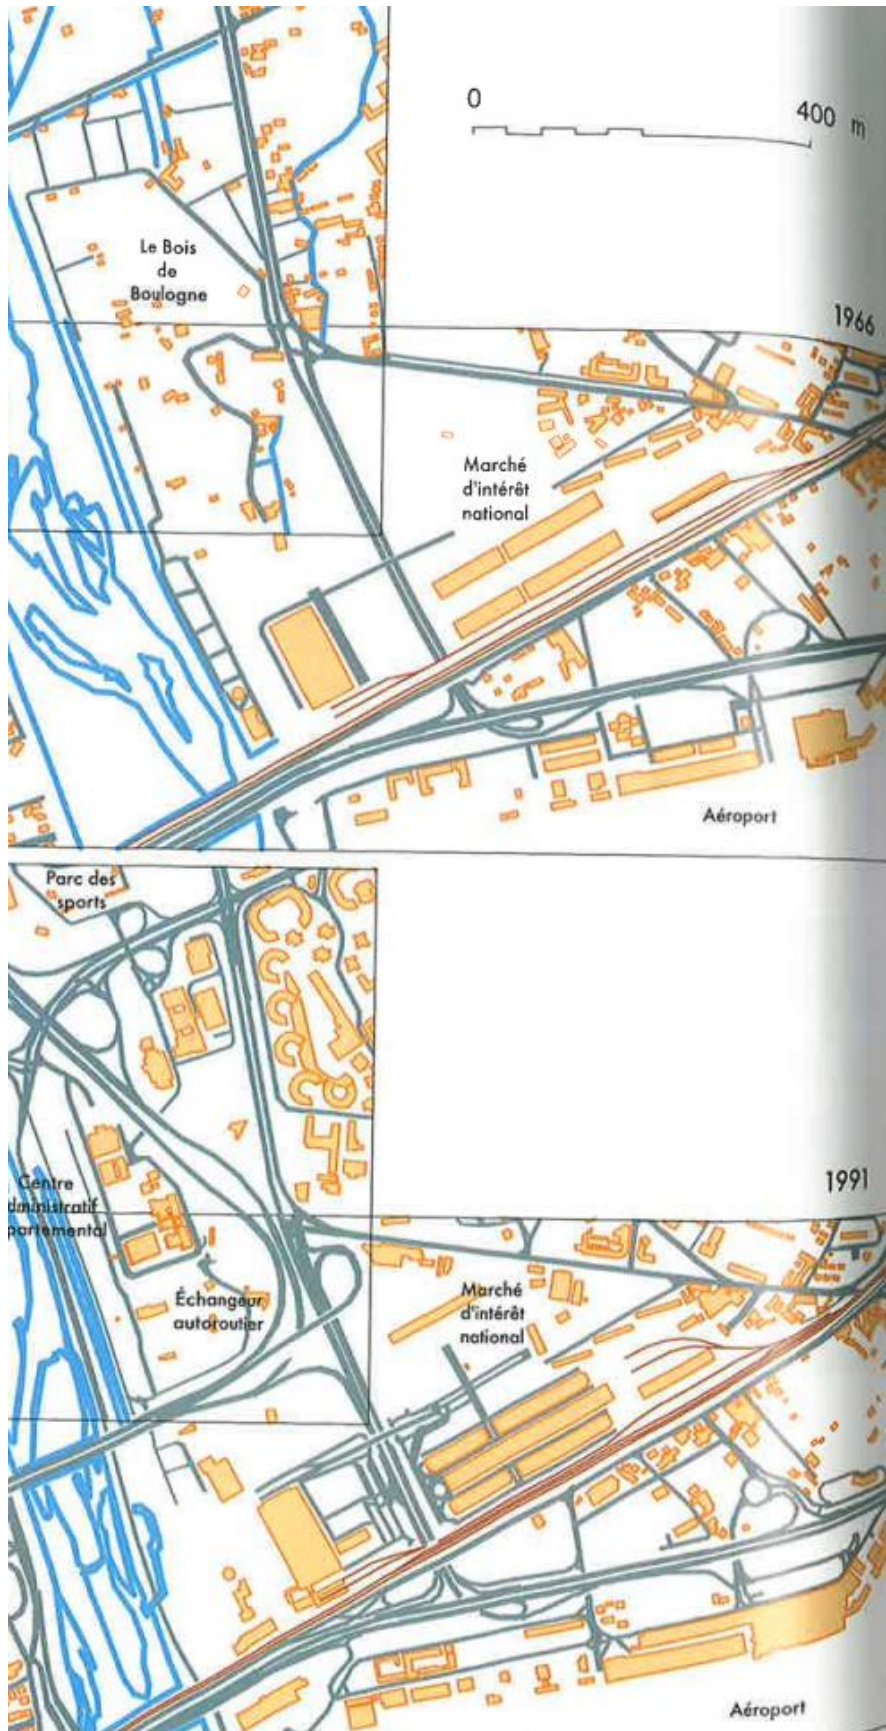 0
400 m
Le Bois
de
Boulogne
1966
Marché
d'intérêt
national
Aéroport
Parc des
sports
1991
Centre
dministratif
partemental
Échangeur
autoroutier
Marché
d'intérêt
national
Aéroport